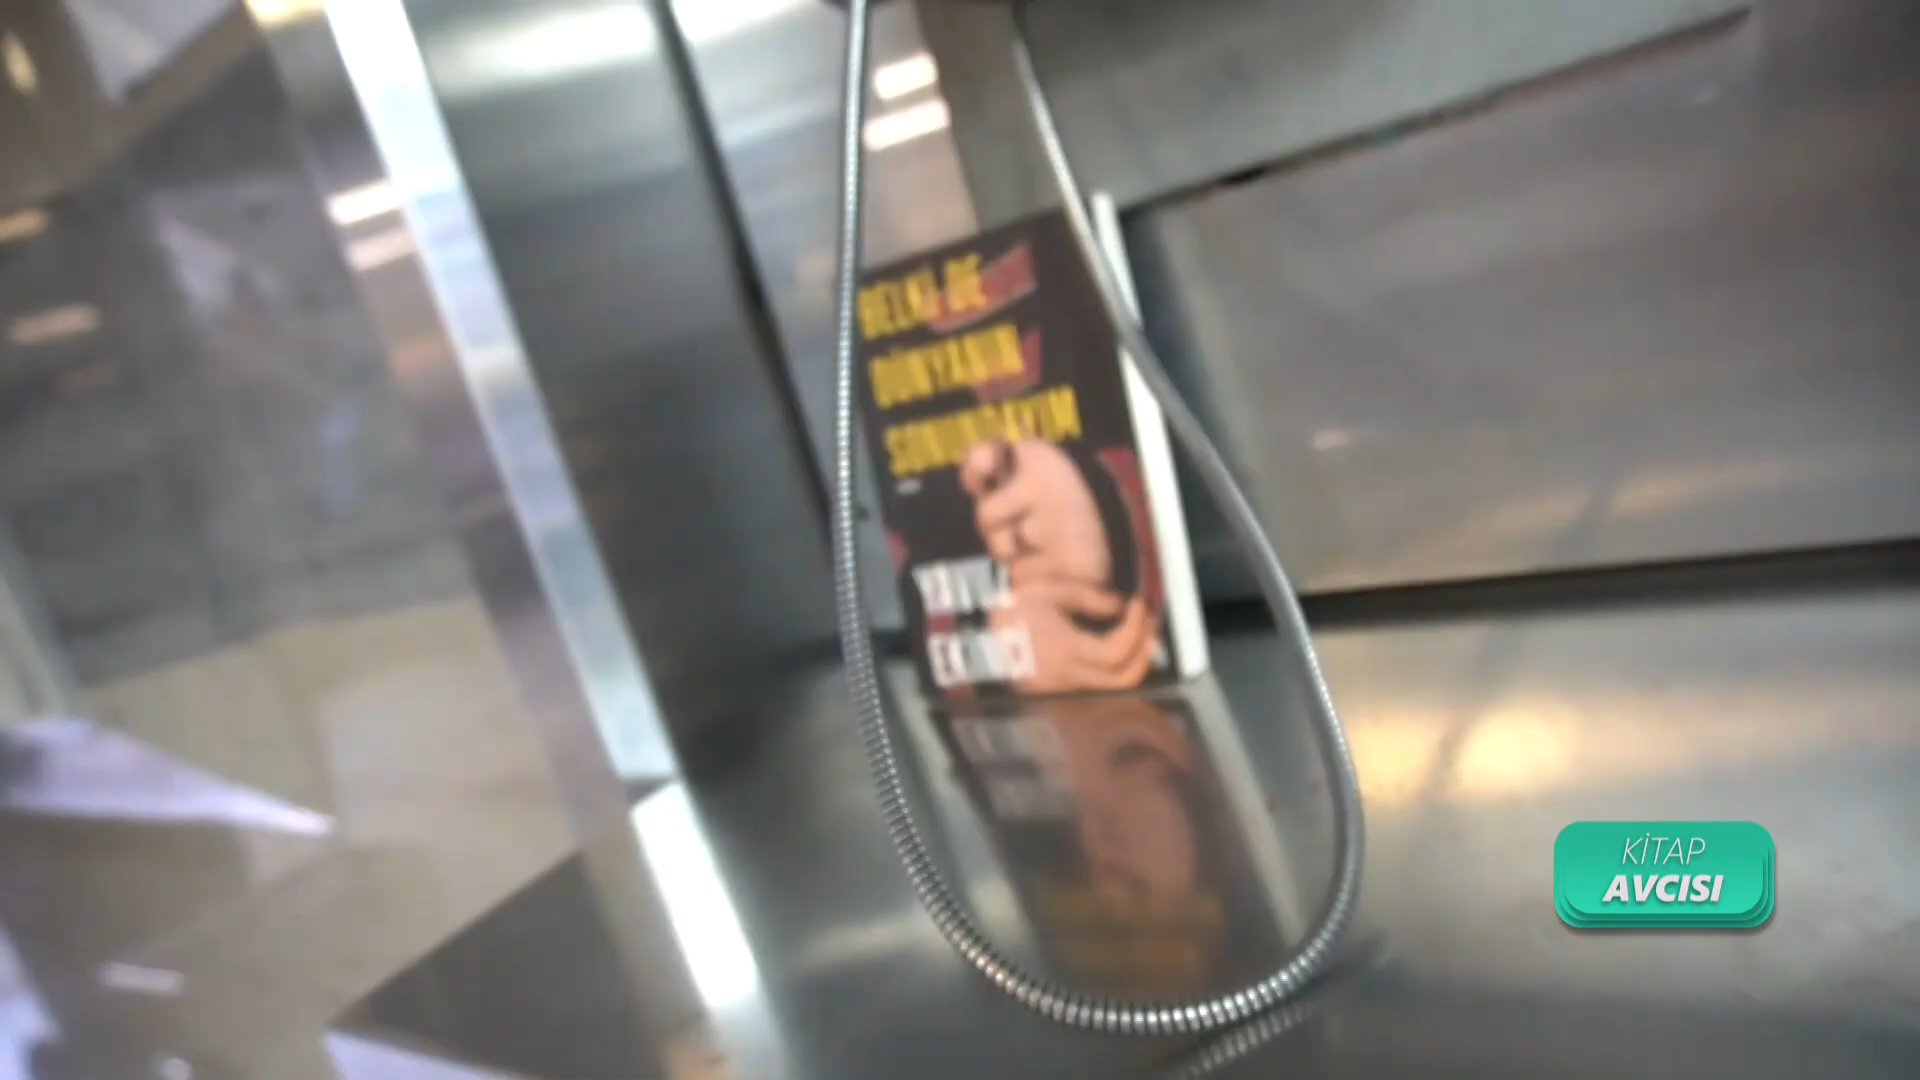 BELKİ DE
DÜNYANIN
SONUNDAYIM
YAVUZ
EKİNCİ
KİTAP
AVCISI